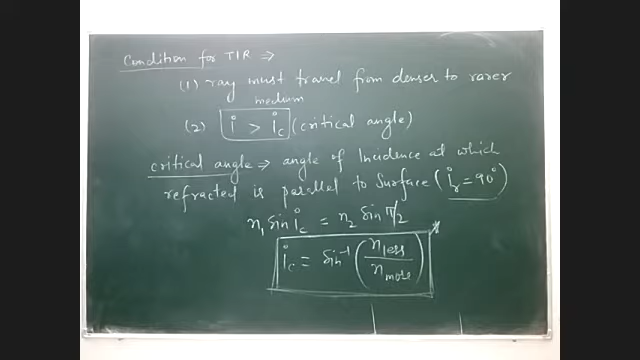 Condition for TIR ⇒
(1) ray must travel from denser to rarer
medium
(2) i > ic (critical angle)
critical angle ⇒ angle of Incidence at which
refracted is parallel to surface (ir = 90°)
n₁ sin ic = n₂ sin π/2
ic = sin⁻¹ (n less / n more) *